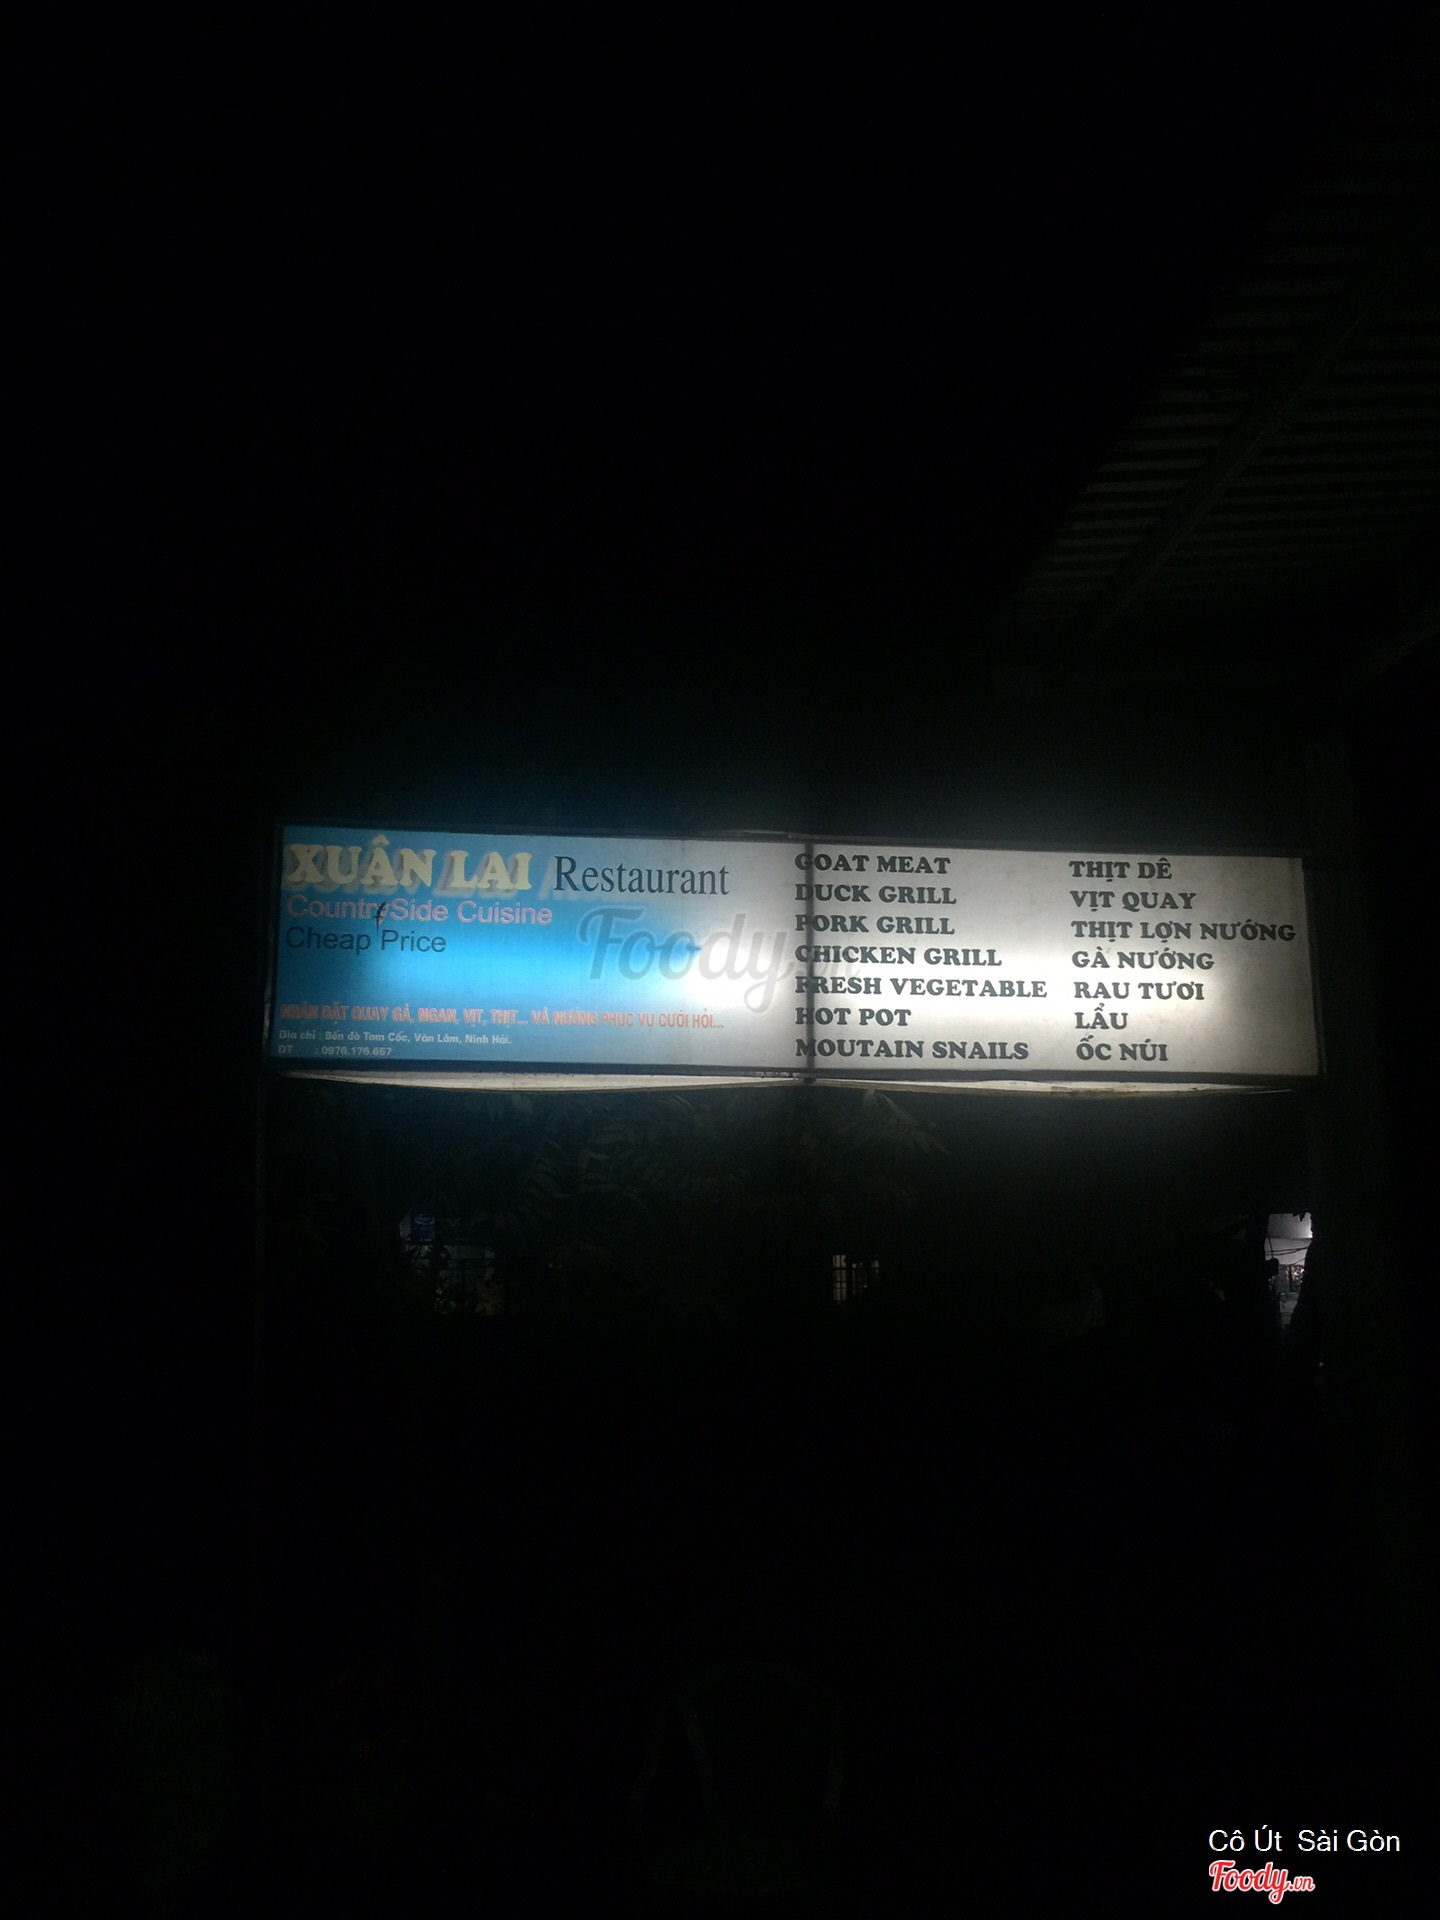 XUÂN LAI Restaurant
CountrySide Cuisine
Cheap Price
NHẬN ĐẶT QUAY GÀ, NGAN, VỊT, THỊT... VÀ NƯỚNG PHỤC VỤ CƯỚI HỎI...
Địa chỉ : Bến đò Tam Cốc, Văn Lâm, Ninh Hải.
ĐT : 0976.176.657
GOAT MEAT
DUCK GRILL
PORK GRILL
CHICKEN GRILL
FRESH VEGETABLE
HOT POT
MOUTAIN SNAILS
THỊT DÊ
VỊT QUAY
THỊT LỢN NƯỚNG
GÀ NƯỚNG
RAU TƯƠI
LẨU
ỐC NÚI
Foody.vn
Cô Út Sài Gòn
Foody.vn